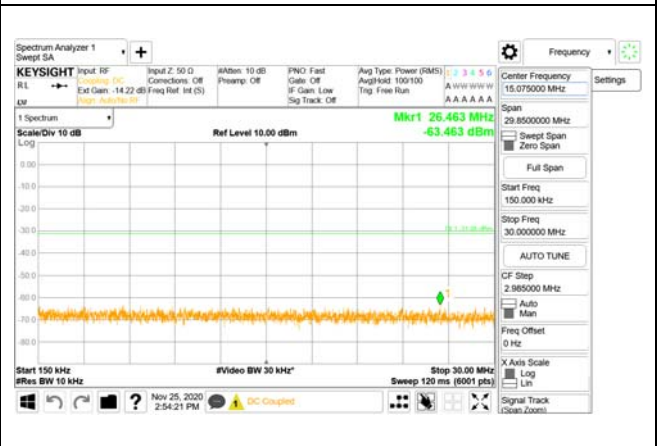 Spectrum Analyzer 1
Swept SA
+
Frequency
KEYSIGHT
RL
Input: RF
Coupling: DC
Ext Gain: -14.22 dB
Align: Auto/No RF
Input Z: 50 Ω
Corrections: Off
Freq Ref: Int (S)
#Atten: 10 dB
Preamp: Off
PNO: Fast
Gate: Off
IF Gain: Low
Sig Track: Off
Avg Type: Power (RMS)
Avg|Hold: 100/100
Trig: Free Run
1 2 3 4 5 6
A W W W W W
A A A A A A
Settings
1 Spectrum
Scale/Div 10 dB
Log
Ref Level 10.00 dBm
Mkr1 26.463 MHz
-63.463 dBm
0.00
-10.0
-20.0
-30.0
-40.0
-50.0
-60.0
-70.0
-80.0
1
Start 150 kHz
#Res BW 10 kHz
#Video BW 30 kHz*
Stop 30.00 MHz
Sweep 120 ms (6001 pts)
Center Frequency
15.075000 MHz
Span
29.8500000 MHz
Swept Span
Zero Span
Full Span
Start Freq
150.000 kHz
Stop Freq
30.000000 MHz
AUTO TUNE
CF Step
2.985000 MHz
Auto
Man
Freq Offset
0 Hz
X Axis Scale
Log
Lin
Signal Track
(Span Zoom)
?
Nov 25, 2020
2:54:21 PM
DC Coupled